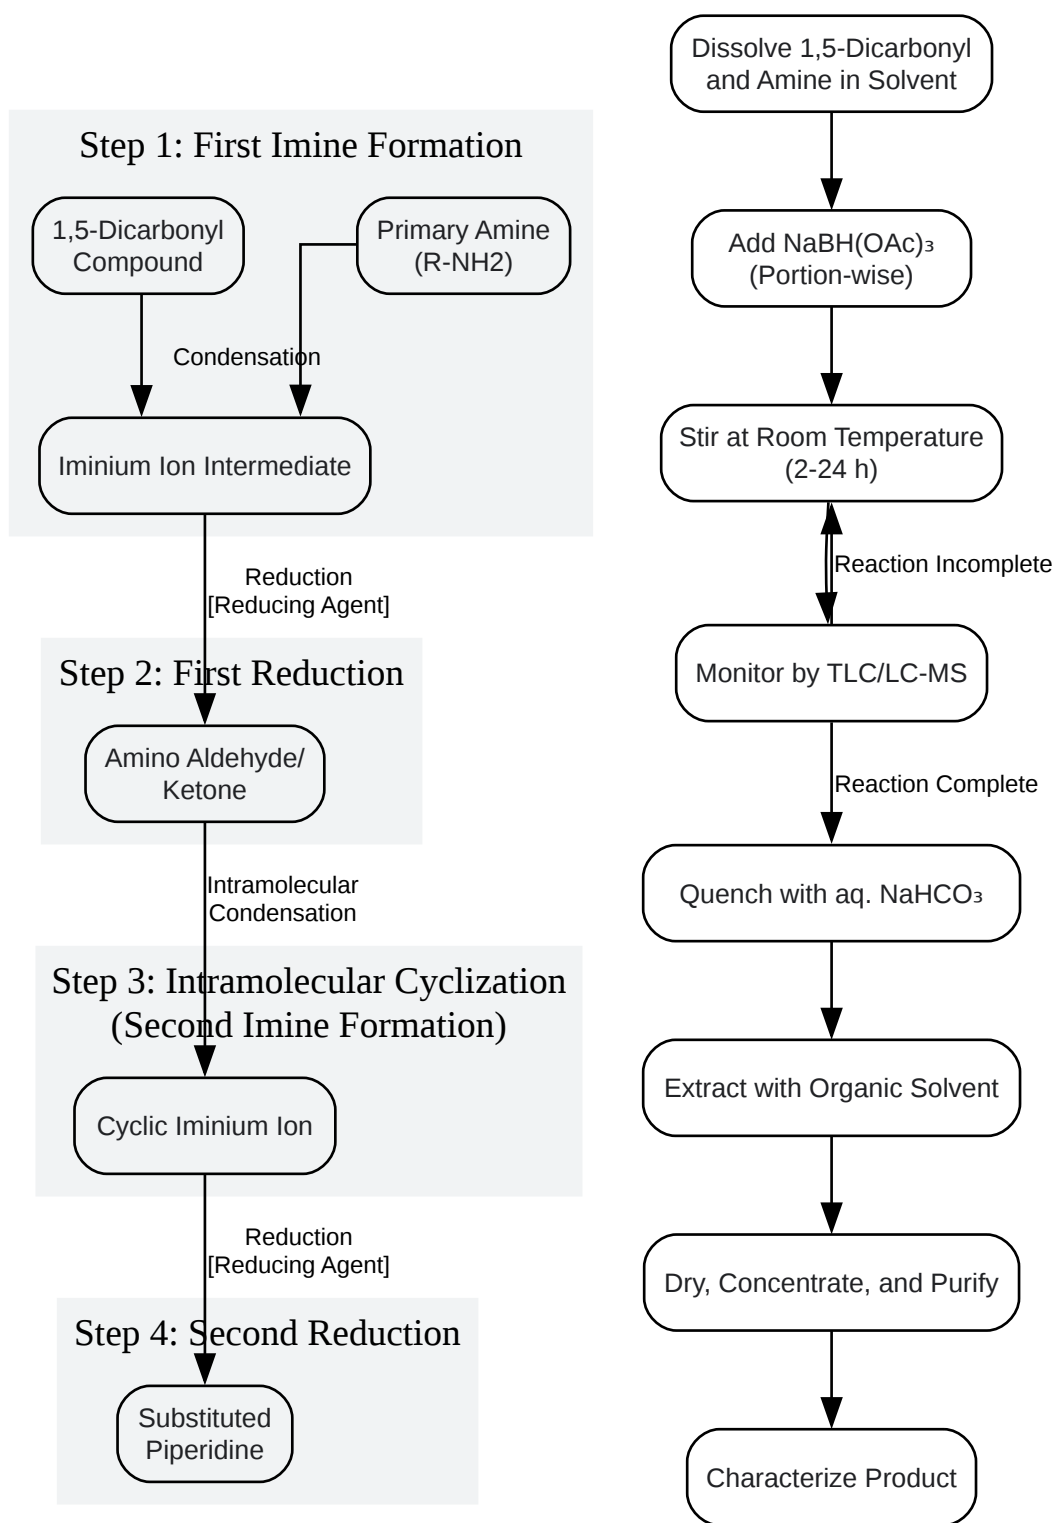 Step 1: First Imine Formation
1,5-Dicarbonyl
Compound
Primary Amine
(R-NH2)
Condensation
Iminium Ion Intermediate
Reduction
[Reducing Agent]
Step 2: First Reduction
Amino Aldehyde/
Ketone
Intramolecular
Condensation
Step 3: Intramolecular Cyclization
(Second Imine Formation)
Cyclic Iminium Ion
Reduction
[Reducing Agent]
Step 4: Second Reduction
Substituted
Piperidine
Dissolve 1,5-Dicarbonyl
and Amine in Solvent
Add NaBH(OAc)₃
(Portion-wise)
Stir at Room Temperature
(2-24 h)
Reaction Incomplete
Monitor by TLC/LC-MS
Reaction Complete
Quench with aq. NaHCO₃
Extract with Organic Solvent
Dry, Concentrate, and Purify
Characterize Product